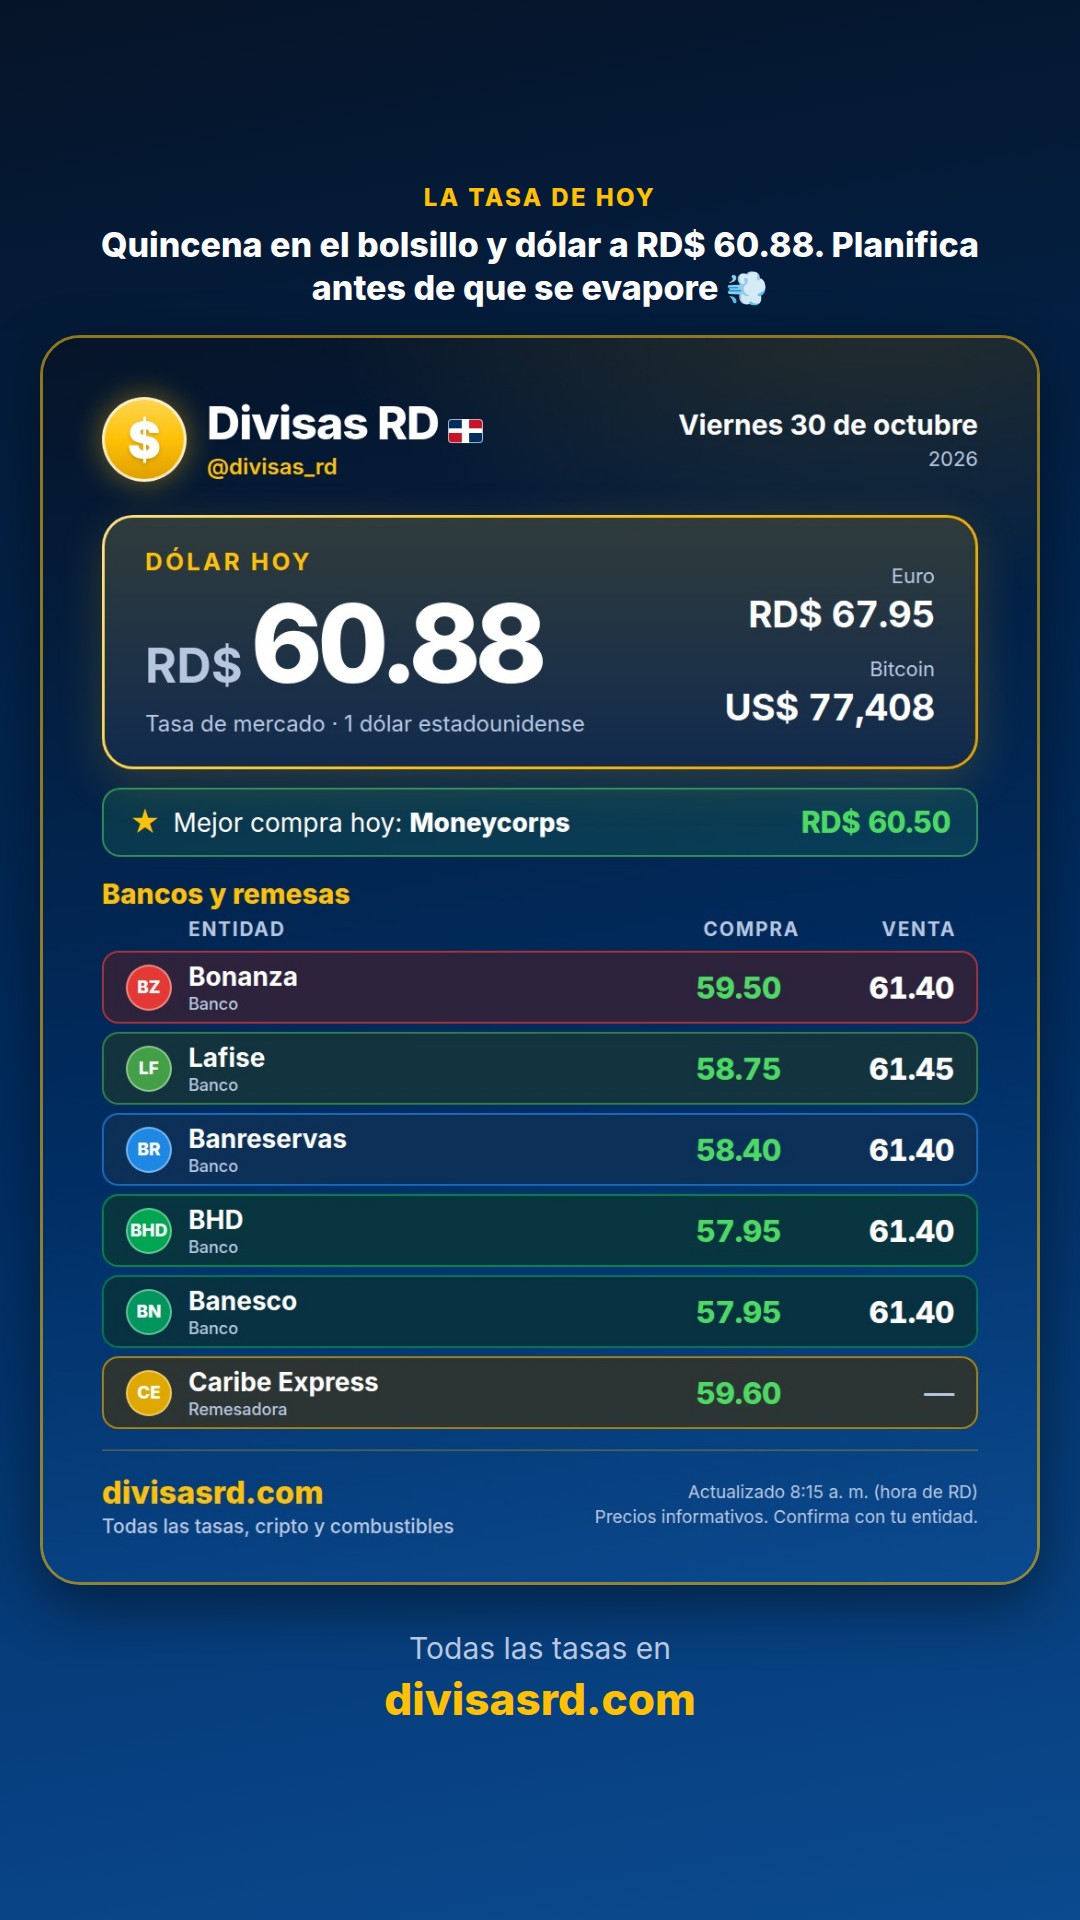 LA TASA DE HOY
Quincena en el bolsillo y dólar a RD$ 60.88. Planifica
antes de que se evapore 💨
$
Divisas RD 🇩🇴
@divisas_rd
Viernes 30 de octubre
2026
DÓLAR HOY
RD$ 60.88
Tasa de mercado · 1 dólar estadounidense
Euro
RD$ 67.95
Bitcoin
US$ 77,408
★ Mejor compra hoy: Moneycorps RD$ 60.50
Bancos y remesas
ENTIDAD COMPRA VENTA
BZ Bonanza 59.50 61.40
Banco
LF Lafise 58.75 61.45
Banco
BR Banreservas 58.40 61.40
Banco
BHD BHD 57.95 61.40
Banco
BN Banesco 57.95 61.40
Banco
CE Caribe Express 59.60 —
Remesadora
divisasrd.com
Todas las tasas, cripto y combustibles
Actualizado 8:15 a. m. (hora de RD)
Precios informativos. Confirma con tu entidad.
Todas las tasas en
divisasrd.com